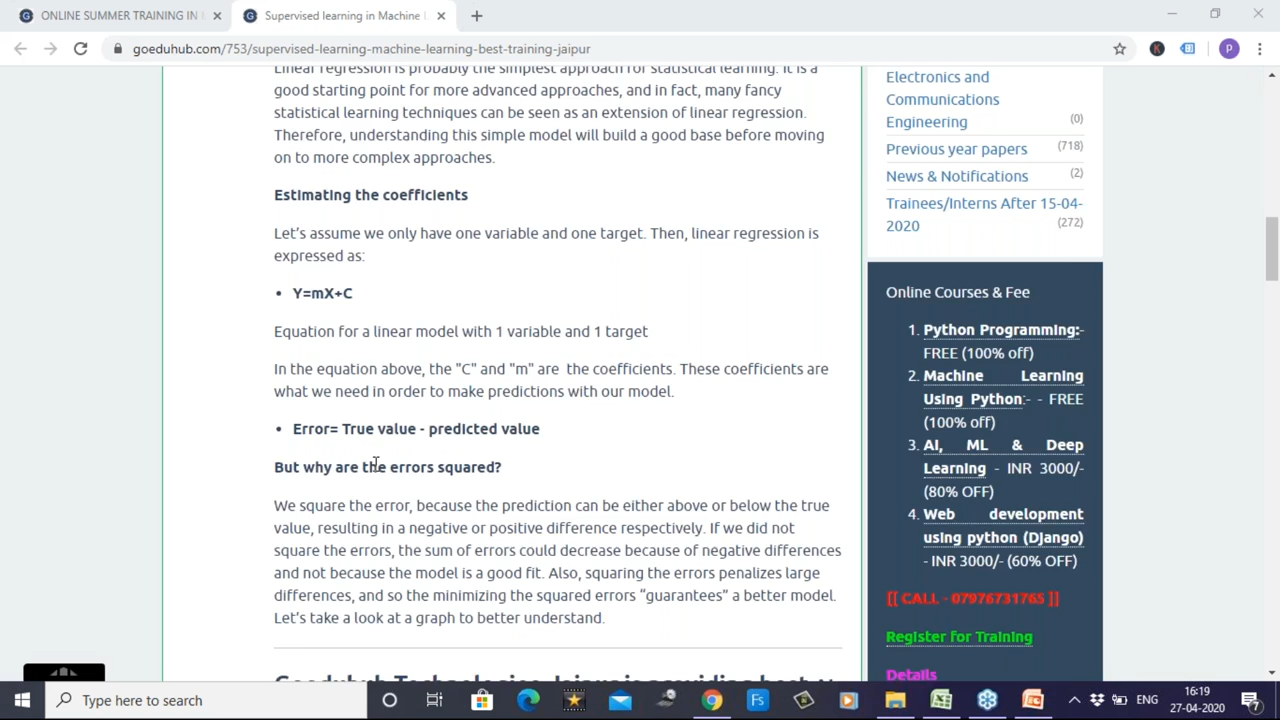 ONLINE SUMMER TRAINING IN
Supervised learning in Machine L
goeduhub.com/753/supervised-learning-machine-learning-best-training-jaipur
P
Linear regression is probably the simplest approach for statistical learning. It is a
good starting point for more advanced approaches, and in fact, many fancy
statistical learning techniques can be seen as an extension of linear regression.
Therefore, understanding this simple model will build a good base before moving
on to more complex approaches.
Estimating the coefficients
Let’s assume we only have one variable and one target. Then, linear regression is
expressed as:
• Y=mX+C
Equation for a linear model with 1 variable and 1 target
In the equation above, the "C" and "m" are the coefficients. These coefficients are
what we need in order to make predictions with our model.
• Error= True value - predicted value
But why are the errors squared?
We square the error, because the prediction can be either above or below the true
value, resulting in a negative or positive difference respectively. If we did not
square the errors, the sum of errors could decrease because of negative differences
and not because the model is a good fit. Also, squaring the errors penalizes large
differences, and so the minimizing the squared errors “guarantees” a better model.
Let’s take a look at a graph to better understand.
Electronics and
Communications
Engineering (0)
Previous year papers (718)
News & Notifications (2)
Trainees/Interns After 15-04-
2020 (272)
Online Courses & Fee
1. Python Programming:-
FREE (100% off)
2. Machine Learning
Using Python:- - FREE
(100% off)
3. AI, ML & Deep
Learning - INR 3000/-
(80% OFF)
4. Web development
using python (Django)
- INR 3000/- (60% OFF)
[[ CALL - 07976731765 ]]
Register for Training
Details
Type here to search
Fs
ENG
16:19
27-04-2020
7